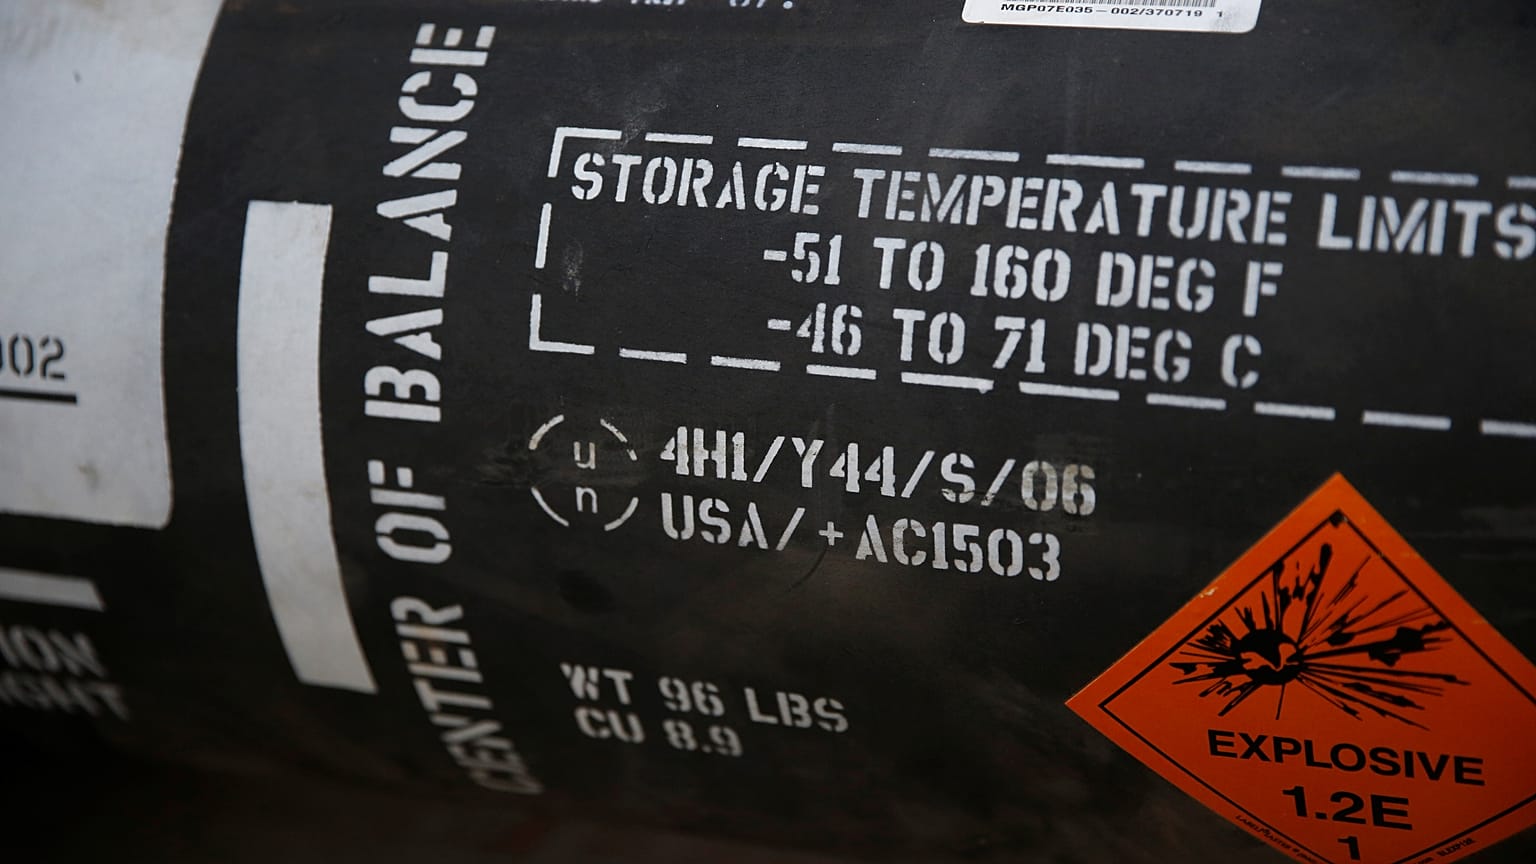 MGP07E035-002/370719 1
CENTER OF BALANCE
STORAGE TEMPERATURE LIMITS
-51 TO 160 DEG F
-46 TO 71 DEG C
un
4H1/Y44/S/06
USA/+AC1503
WT 96 LBS
CU 8.9
EXPLOSIVE
1.2E
1
002